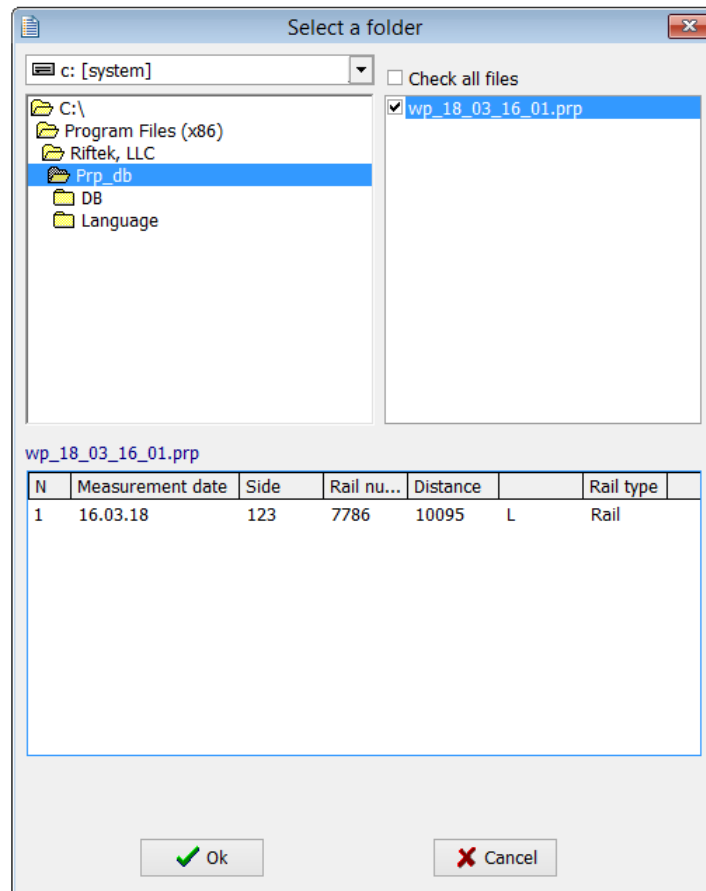 Select a folder
c: [system]
Check all files
C:\
Program Files (x86)
Riftek, LLC
Prp_db
DB
Language
wp_18_03_16_01.prp
wp_18_03_16_01.prp
N Measurement date Side Rail nu... Distance Rail type
1 16.03.18 123 7786 10095 L Rail
Ok Cancel